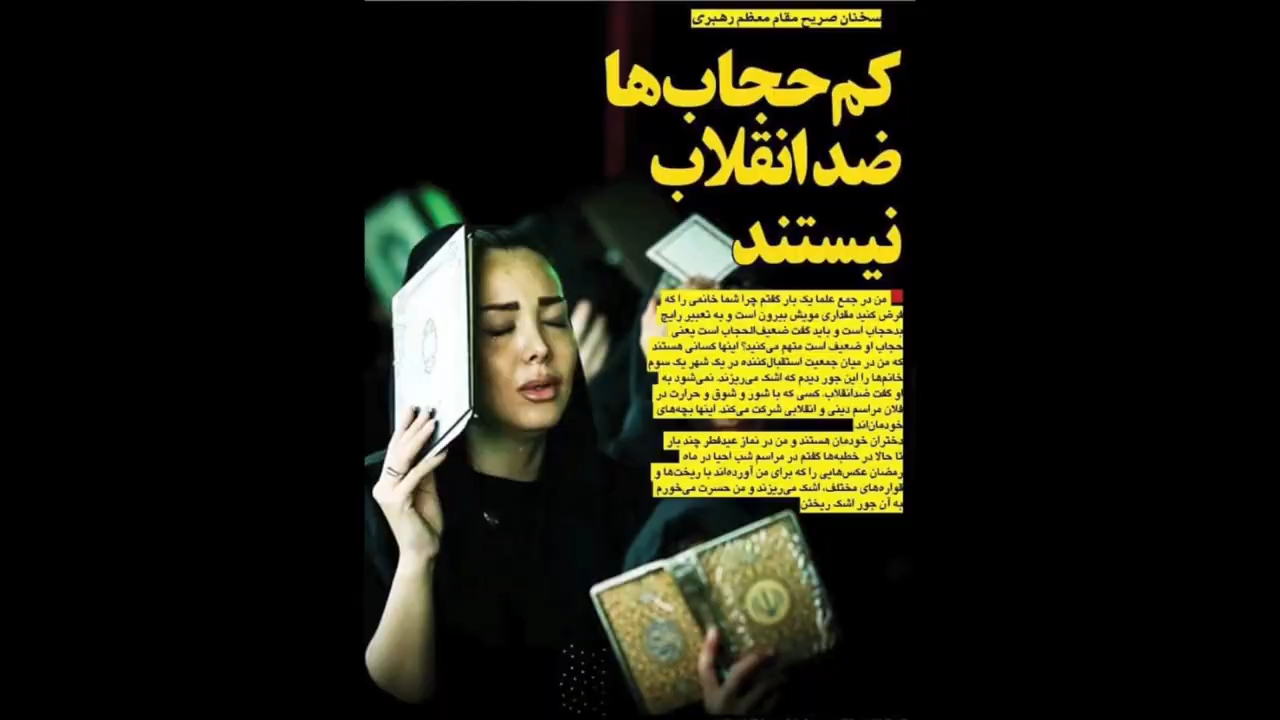 سخنان صریح مقام معظم رهبری
کم‌حجاب‌ها
ضدانقلاب
نیستند
من در جمع علما یک بار گفتم چرا شما خانمی را که
فرض کنید مقداری مویش بیرون است و به تعبیر رایج
بدحجاب است و باید گفت ضعیف‌الحجاب است یعنی
حجاب او ضعیف است متهم می‌کنید؟ اینها کسانی هستند
که من در میان جمعیت استقبال‌کننده در یک شهر یک سوم
خانم‌ها را این جور دیدم که اشک می‌ریزند. نمی‌شود به
او گفت ضدانقلاب، کسی که با شور و شوق و حرارت در
فلان مراسم دینی و انقلابی شرکت می‌کند. اینها بچه‌های
خودمان‌اند.
دختران خودمان هستند و من در نماز عیدفطر چند بار
تا حالا در خطبه‌ها گفتم در مراسم شب احیا در ماه
رمضان عکس‌هایی را که برای من آورده‌اند با ریخت‌ها و
قواره‌های مختلف، اشک می‌ریزند و من حسرت می‌خورم
به آن جور اشک ریختن